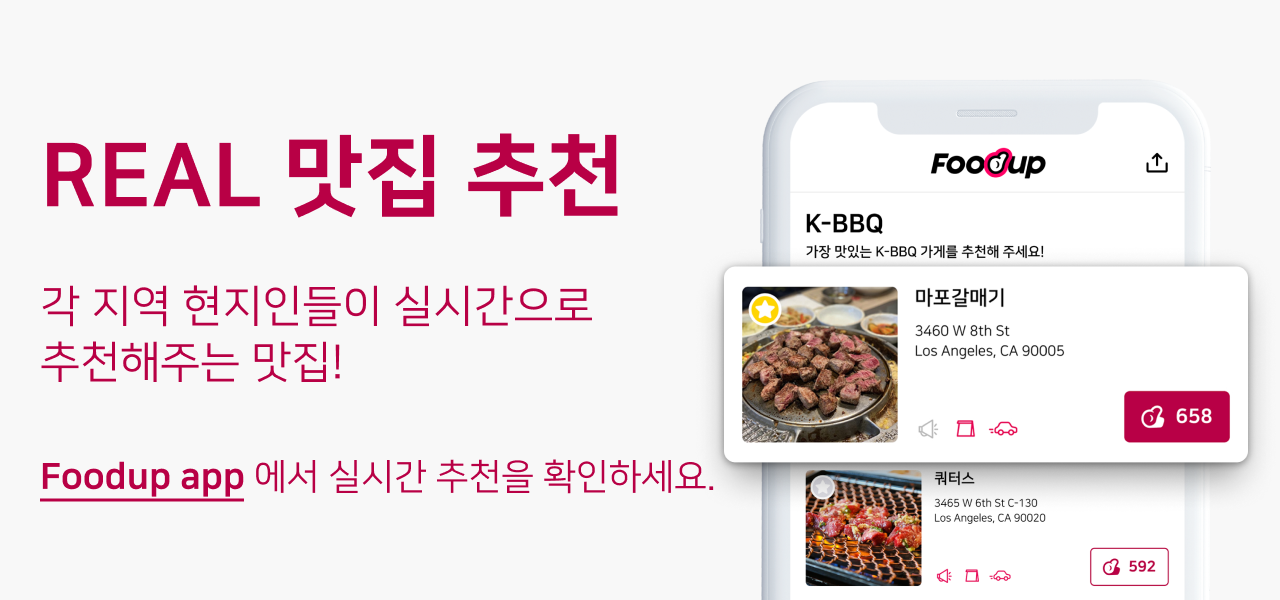 REAL 맛집 추천
각 지역 현지인들이 실시간으로
추천해주는 맛집!
Foodup app 에서 실시간 추천을 확인하세요.
Foodup
K-BBQ
가장 맛있는 K-BBQ 가게를 추천해 주세요!
마포갈매기
3460 W 8th St
Los Angeles, CA 90005
658
쿼터스
3465 W 6th St C-130
Los Angeles, CA 90020
592